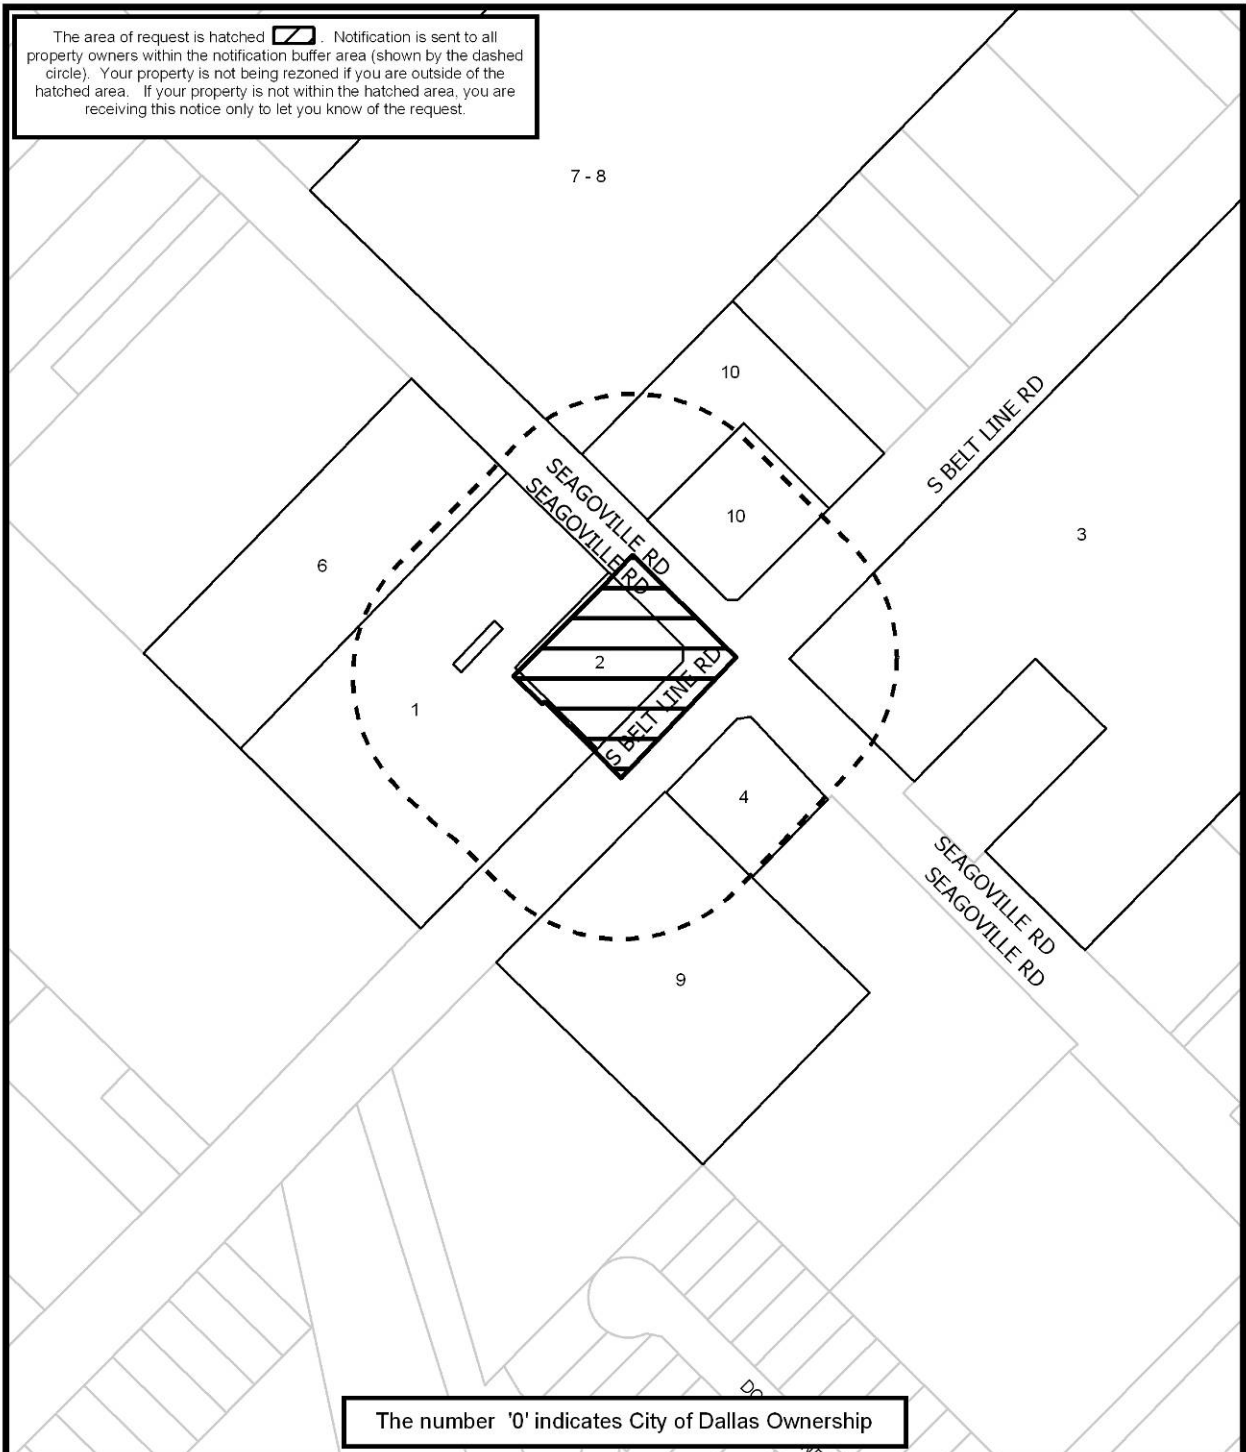 The area of request is hatched . Notification is sent to all
property owners within the notification buffer area (shown by the dashed
circle). Your property is not being rezoned if you are outside of the
hatched area. If your property is not within the hatched area, you are
receiving this notice only to let you know of the request.
7 - 8
10
S BELT LINE RD
SEAGOVILLE RD
SEAGOVILLE RD
10
3
6
2
1
S BELT LINE RD
4
SEAGOVILLE RD
SEAGOVILLE RD
9
The number '0' indicates City of Dallas Ownership